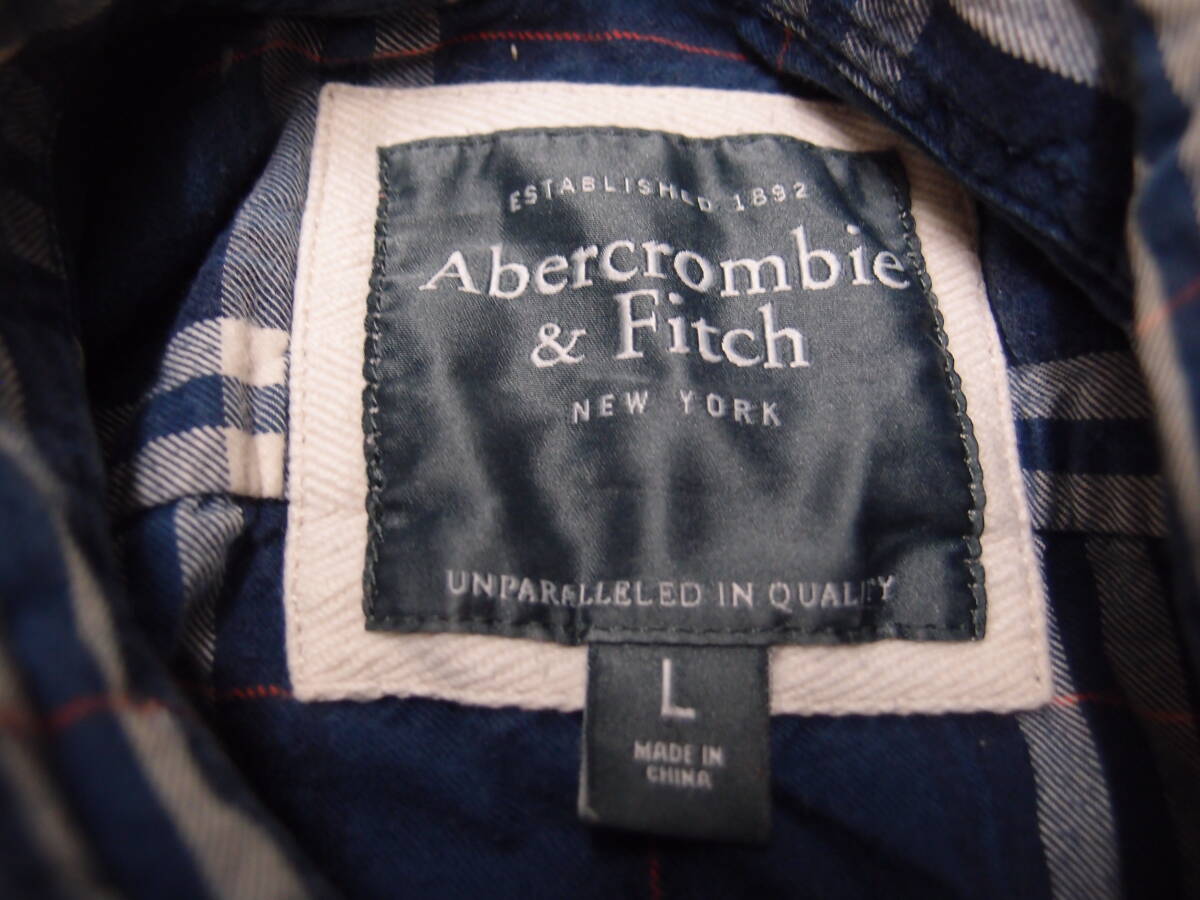 ESTABLISHED 1892
Abercrombie
& Fitch
NEW YORK
UNPARALLELED IN QUALITY
L
MADE IN
CHINA